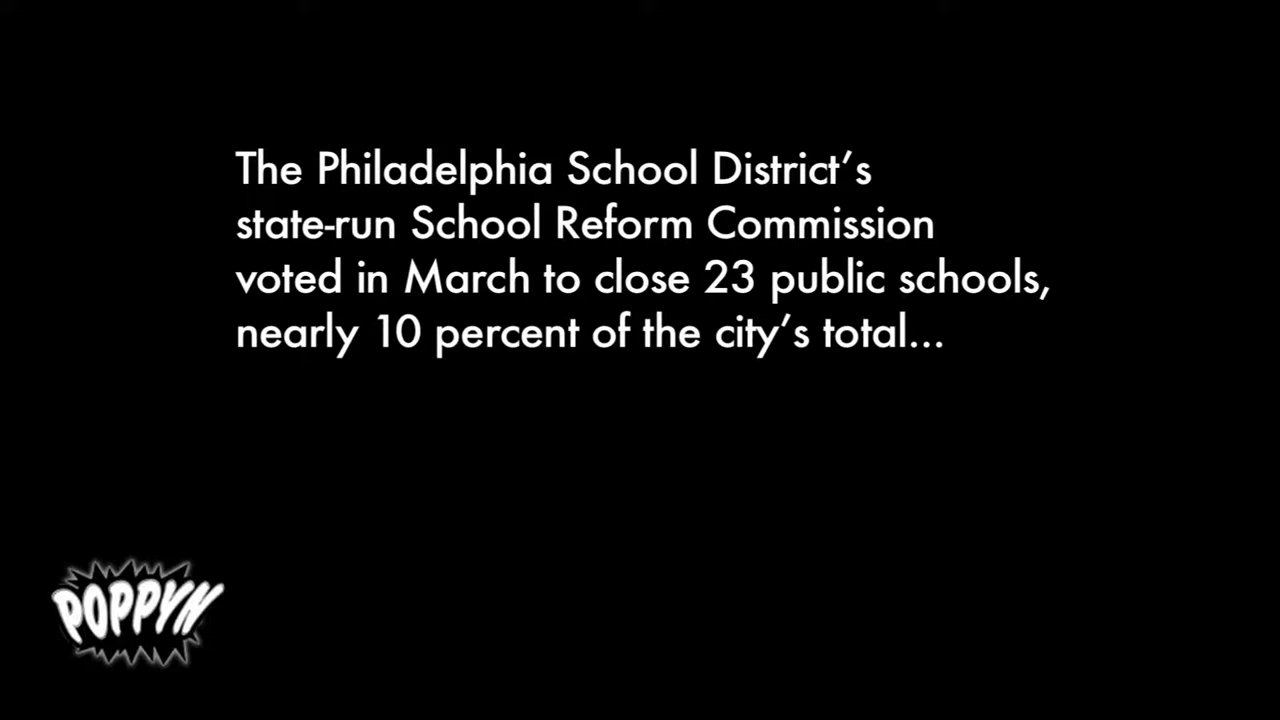 The Philadelphia School District’s
state-run School Reform Commission
voted in March to close 23 public schools,
nearly 10 percent of the city’s total...
POPPYN